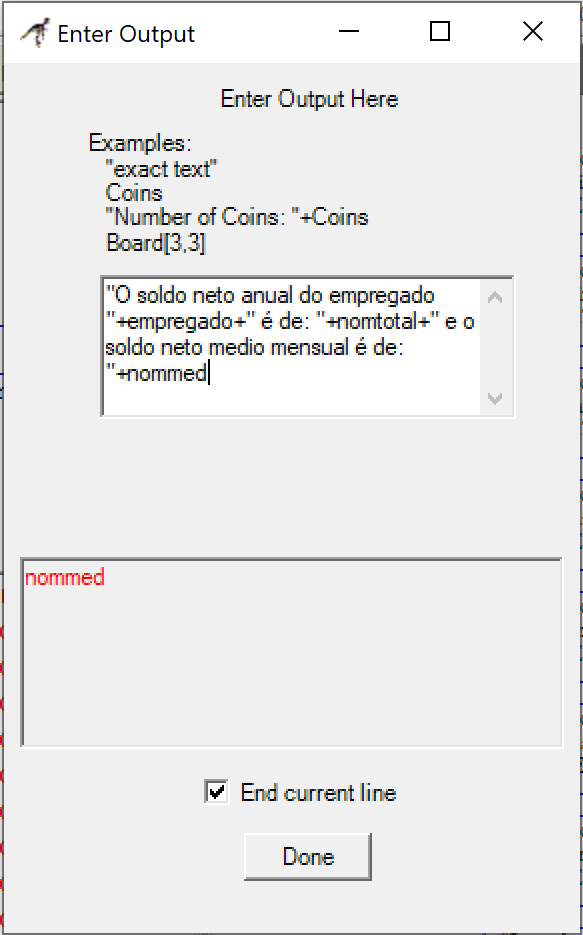 Enter Output
Enter Output Here
Examples:
"exact text"
Coins
"Number of Coins: "+Coins
Board[3,3]
"O soldo neto anual do empregado
"+empregado+" é de: "+nomtotal+" e o
soldo neto medio mensual é de:
"+nommed
nommed
End current line
Done